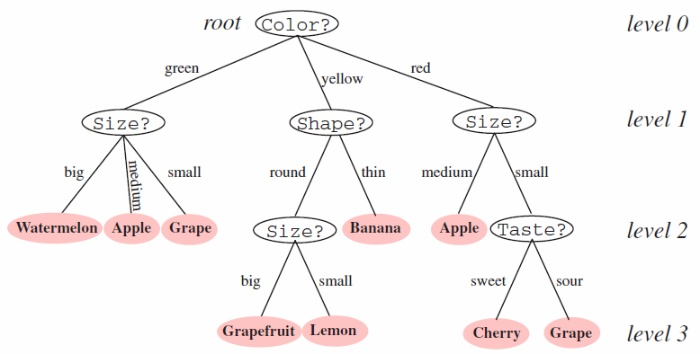 root Color? level 0
green yellow red
Size? Shape? Size? level 1
big medium small round thin medium small
Watermelon Apple Grape Size? Banana Apple Taste? level 2
big small sweet sour
Grapefruit Lemon Cherry Grape level 3